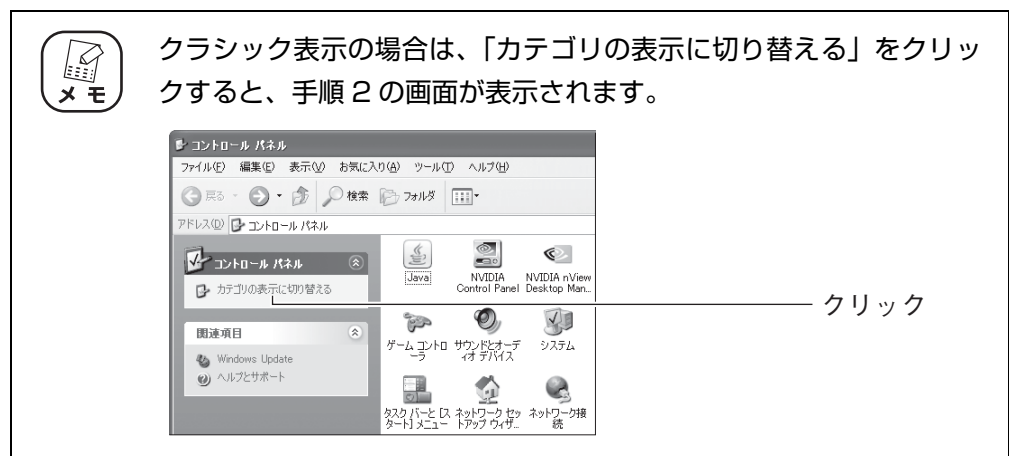 クラシック表示の場合は、「カテゴリの表示に切り替える」をクリッ
クすると、手順 2 の画面が表示されます。
メモ
コントロール パネル
ファイル(F) 編集(E) 表示(V) お気に入り(A) ツール(T) ヘルプ(H)
戻る 検索 フォルダ
アドレス(D) コントロール パネル
コントロール パネル
カテゴリの表示に切り替える
関連項目
Windows Update
ヘルプとサポート
Java
NVIDIA
Control Panel
NVIDIA nView
Desktop Man...
クリック
ゲーム コントロ
ーラ
サウンドとオーデ
ィオ デバイス
システム
タスク バーと [ス
タート] メニュー
ネットワーク セッ
トアップ ウィザ...
ネットワーク接
続